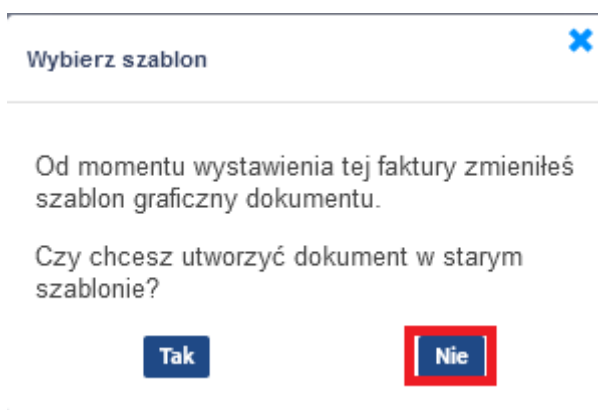 Wybierz szablon
Od momentu wystawienia tej faktury zmieniłeś
szablon graficzny dokumentu.
Czy chcesz utworzyć dokument w starym
szablonie?
Tak
Nie